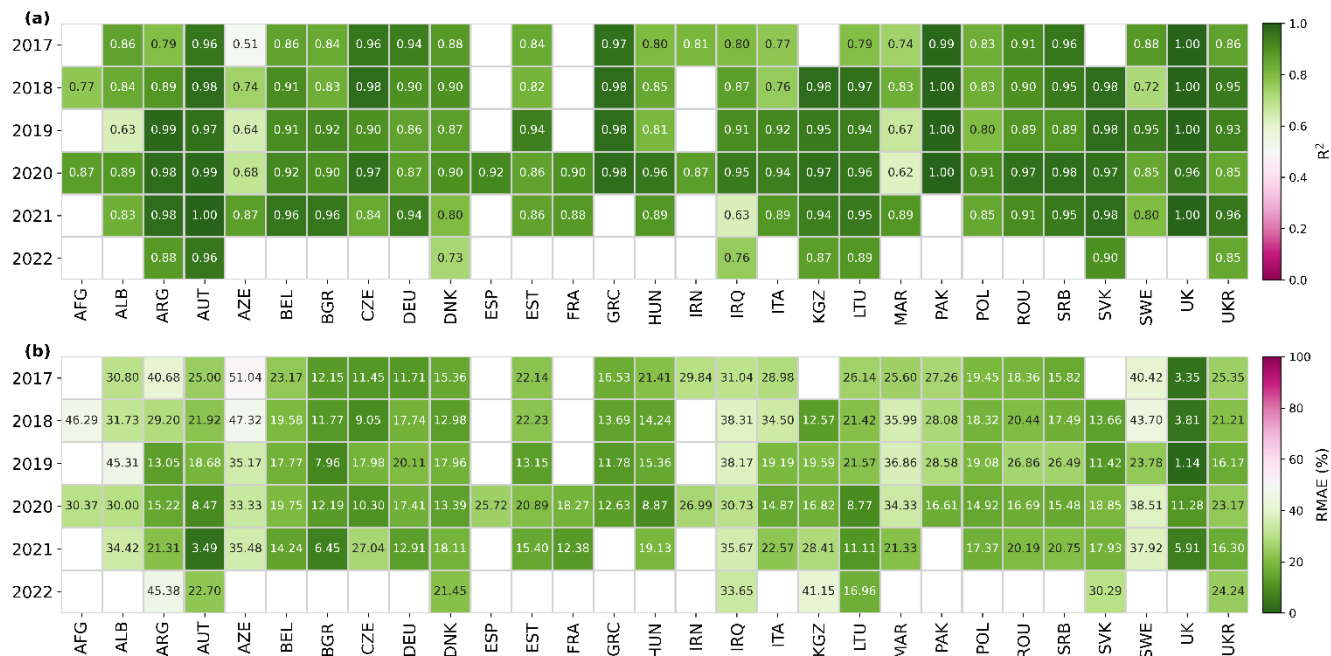 (a)
2017 0.86 0.79 0.96 0.51 0.86 0.84 0.96 0.94 0.88 0.84 0.97 0.80 0.81 0.80 0.77 0.79 0.74 0.99 0.83 0.91 0.96 0.88 1.00 0.86
2018 0.77 0.84 0.89 0.98 0.74 0.91 0.83 0.98 0.90 0.90 0.82 0.98 0.85 0.87 0.76 0.98 0.97 0.83 1.00 0.83 0.90 0.95 0.98 0.72 1.00 0.95
2019 0.63 0.99 0.97 0.64 0.91 0.92 0.90 0.86 0.87 0.94 0.98 0.81 0.91 0.92 0.95 0.94 0.67 1.00 0.80 0.89 0.89 0.98 0.95 1.00 0.93
2020 0.87 0.89 0.98 0.99 0.68 0.92 0.90 0.97 0.87 0.90 0.92 0.86 0.90 0.98 0.96 0.87 0.95 0.94 0.97 0.96 0.62 1.00 0.91 0.97 0.98 0.97 0.85 0.96 0.85
2021 0.83 0.98 1.00 0.87 0.96 0.96 0.84 0.94 0.80 0.86 0.88 0.89 0.63 0.89 0.94 0.95 0.89 0.85 0.91 0.95 0.98 0.80 1.00 0.96
2022 0.88 0.96 0.73 0.76 0.87 0.89 0.90 0.85
AFG ALB ARG AUT AZE BEL BGR CZE DEU DNK ESP EST FRA GRC HUN IRN IRQ ITA KGZ LTU MAR PAK POL ROU SRB SVK SWE UK UKR
1.0
0.8
0.6
0.4
0.2
0.0
R²
(b)
2017 30.80 40.68 25.00 51.04 23.17 12.15 11.45 11.71 15.36 22.14 16.53 21.41 29.84 31.04 28.98 26.14 25.60 27.26 19.45 18.36 15.82 40.42 3.35 25.35
2018 46.29 31.73 29.20 21.92 47.32 19.58 11.77 9.05 17.74 12.98 22.23 13.69 14.24 38.31 34.50 12.57 21.42 35.99 28.08 18.32 20.44 17.49 13.66 43.70 3.81 21.21
2019 45.31 13.05 18.68 35.17 17.77 7.96 17.98 20.11 17.96 13.15 11.78 15.36 38.17 19.19 19.59 21.57 36.86 28.58 19.08 26.86 26.49 11.42 23.78 1.14 16.17
2020 30.37 30.00 15.22 8.47 33.33 19.75 12.19 10.30 17.41 13.39 25.72 20.89 18.27 12.63 8.87 26.99 30.73 14.87 16.82 8.77 34.33 16.61 14.92 16.69 15.48 18.85 38.51 11.28 23.17
2021 34.42 21.31 3.49 35.48 14.24 6.45 27.04 12.91 18.11 15.40 12.38 19.13 35.67 22.57 28.41 11.11 21.33 17.37 20.19 20.75 17.93 37.92 5.91 16.30
2022 45.38 22.70 21.45 33.65 41.15 16.96 30.29 24.24
AFG ALB ARG AUT AZE BEL BGR CZE DEU DNK ESP EST FRA GRC HUN IRN IRQ ITA KGZ LTU MAR PAK POL ROU SRB SVK SWE UK UKR
100
80
60
40
20
0
RMAE (%)